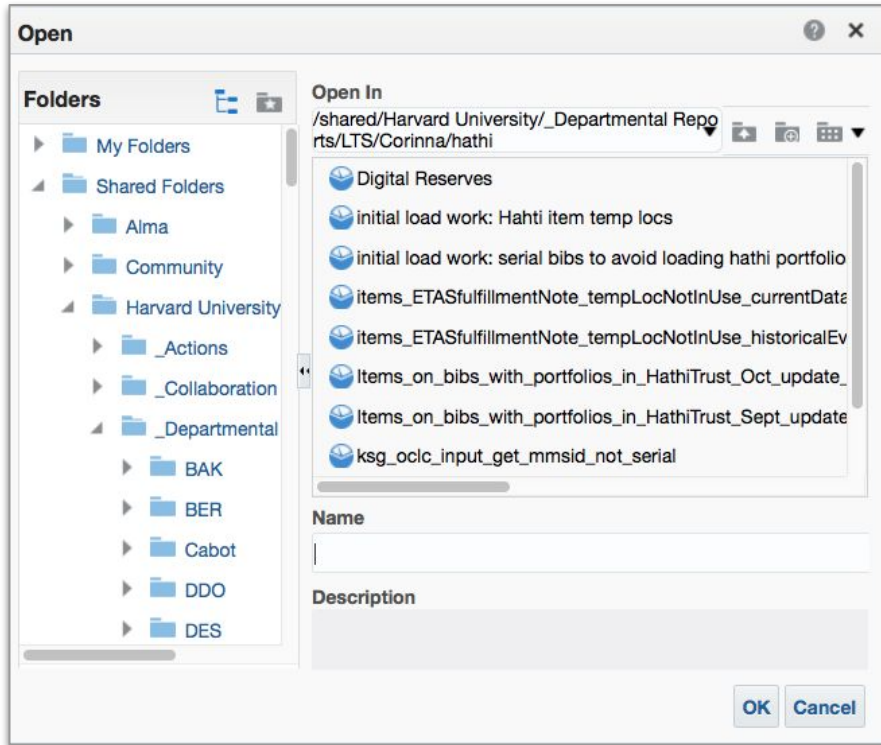 Open
Folders
My Folders
Shared Folders
Alma
Community
Harvard University
_Actions
_Collaboration
_Departmental
BAK
BER
Cabot
DDO
DES
Open In
/shared/Harvard University/_Departmental Repo
rts/LTS/Corinna/hathi
Digital Reserves
initial load work: Hahti item temp locs
initial load work: serial bibs to avoid loading hathi portfolio
items_ETASfulfillmentNote_tempLocNotInUse_currentData
items_ETASfulfillmentNote_tempLocNotInUse_historicalEv
Items_on_bibs_with_portfolios_in_HathiTrust_Oct_update_
Items_on_bibs_with_portfolios_in_HathiTrust_Sept_update
ksg_oclc_input_get_mmsid_not_serial
Name
Description
OK Cancel